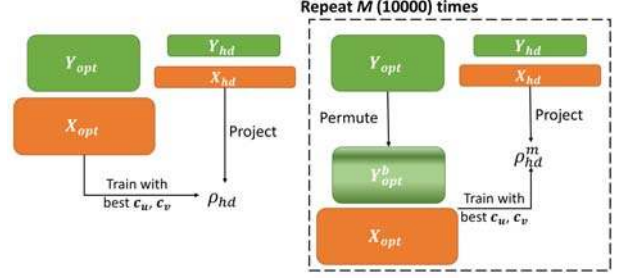 Repeat M (10000) times
Y_opt
Y_hd
X_hd
X_opt
Project
Train with
best c_u, c_v
ρ_hd
Y_opt
Y_hd
X_hd
Permute
Project
Y^b_opt
ρ^m_hd
Train with
best c_u, c_v
X_opt